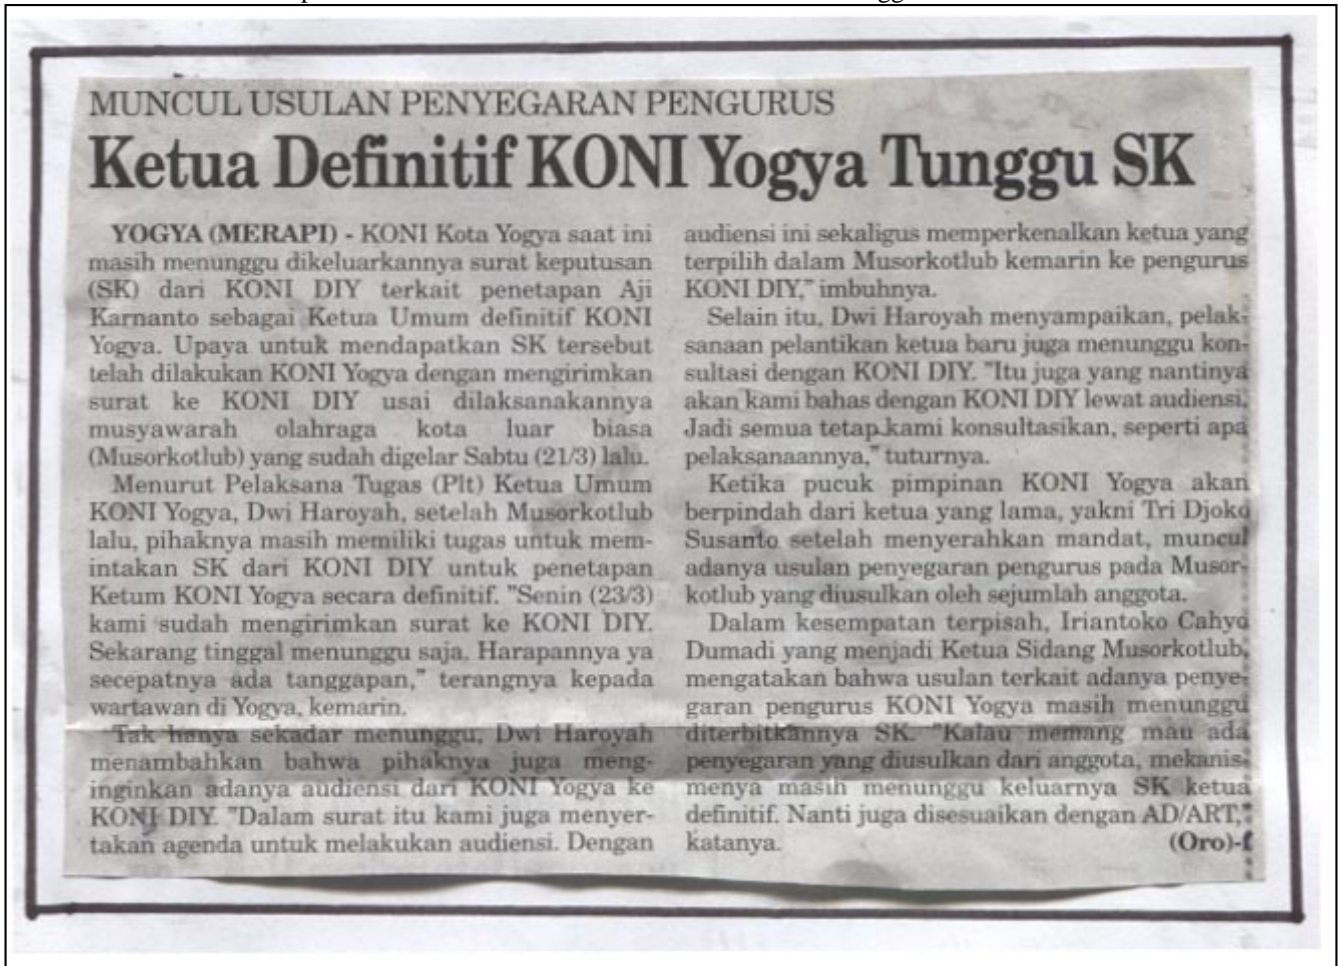 MUNCUL USULAN PENYEGARAN PENGURUS
Ketua Definitif KONI Yogya Tunggu SK
YOGYA (MERAPI) - KONI Kota Yogya saat ini
masih menunggu dikeluarkannya surat keputusan
(SK) dari KONI DIY terkait penetapan Aji
Karnanto sebagai Ketua Umum definitif KONI
Yogya. Upaya untuk mendapatkan SK tersebut
telah dilakukan KONI Yogya dengan mengirimkan
surat ke KONI DIY usai dilaksanakannya
musyawarah olahraga kota luar biasa
(Musorkotlub) yang sudah digelar Sabtu (21/3) lalu.
Menurut Pelaksana Tugas (Plt) Ketua Umum
KONI Yogya, Dwi Haroyah, setelah Musorkotlub
lalu, pihaknya masih memiliki tugas untuk mem-
intakan SK dari KONI DIY untuk penetapan
Ketum KONI Yogya secara definitif. "Senin (23/3)
kami sudah mengirimkan surat ke KONI DIY.
Sekarang tinggal menunggu saja. Harapannya ya
secepatnya ada tanggapan," terangnya kepada
wartawan di Yogya, kemarin.
Tak hanya sekadar menunggu, Dwi Haroyah
menambahkan bahwa pihaknya juga meng-
inginkan adanya audiensi dari KONI Yogya ke
KONI DIY. "Dalam surat itu kami juga menyer-
takan agenda untuk melakukan audiensi. Dengan
audiensi ini sekaligus memperkenalkan ketua yang
terpilih dalam Musorkotlub kemarin ke pengurus
KONI DIY," imbuhnya.
Selain itu, Dwi Haroyah menyampaikan, pelak-
sanaan pelantikan ketua baru juga menunggu kon-
sultasi dengan KONI DIY. "Itu juga yang nantinya
akan kami bahas dengan KONI DIY lewat audiensi.
Jadi semua tetap kami konsultasikan, seperti apa
pelaksanaannya," tuturnya.
Ketika pucuk pimpinan KONI Yogya akan
berpindah dari ketua yang lama, yakni Tri Djoko
Susanto setelah menyerahkan mandat, muncul
adanya usulan penyegaran pengurus pada Musor-
kotlub yang diusulkan oleh sejumlah anggota.
Dalam kesempatan terpisah, Iriantoko Cahyo
Dumadi yang menjadi Ketua Sidang Musorkotlub,
mengatakan bahwa usulan terkait adanya penye-
garan pengurus KONI Yogya masih menunggu
diterbitkannya SK. "Kalau memang mau ada
penyegaran yang diusulkan dari anggota, mekanis-
menya masih menunggu keluarnya SK ketua
definitif. Nanti juga disesuaikan dengan AD/ART,"
katanya. (Oro)-f